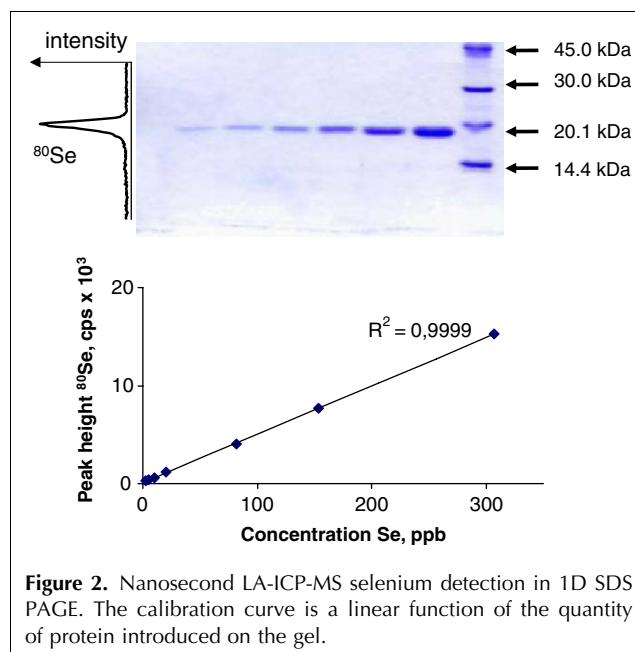 intensity
⁸⁰Se
45.0 kDa
30.0 kDa
20.1 kDa
14.4 kDa
Peak height ⁸⁰Se, cps x 10³
20
10
0
R² = 0,9999
0
100
200
300
Concentration Se, ppb
Figure 2. Nanosecond LA-ICP-MS selenium detection in 1D SDS
PAGE. The calibration curve is a linear function of the quantity
of protein introduced on the gel.